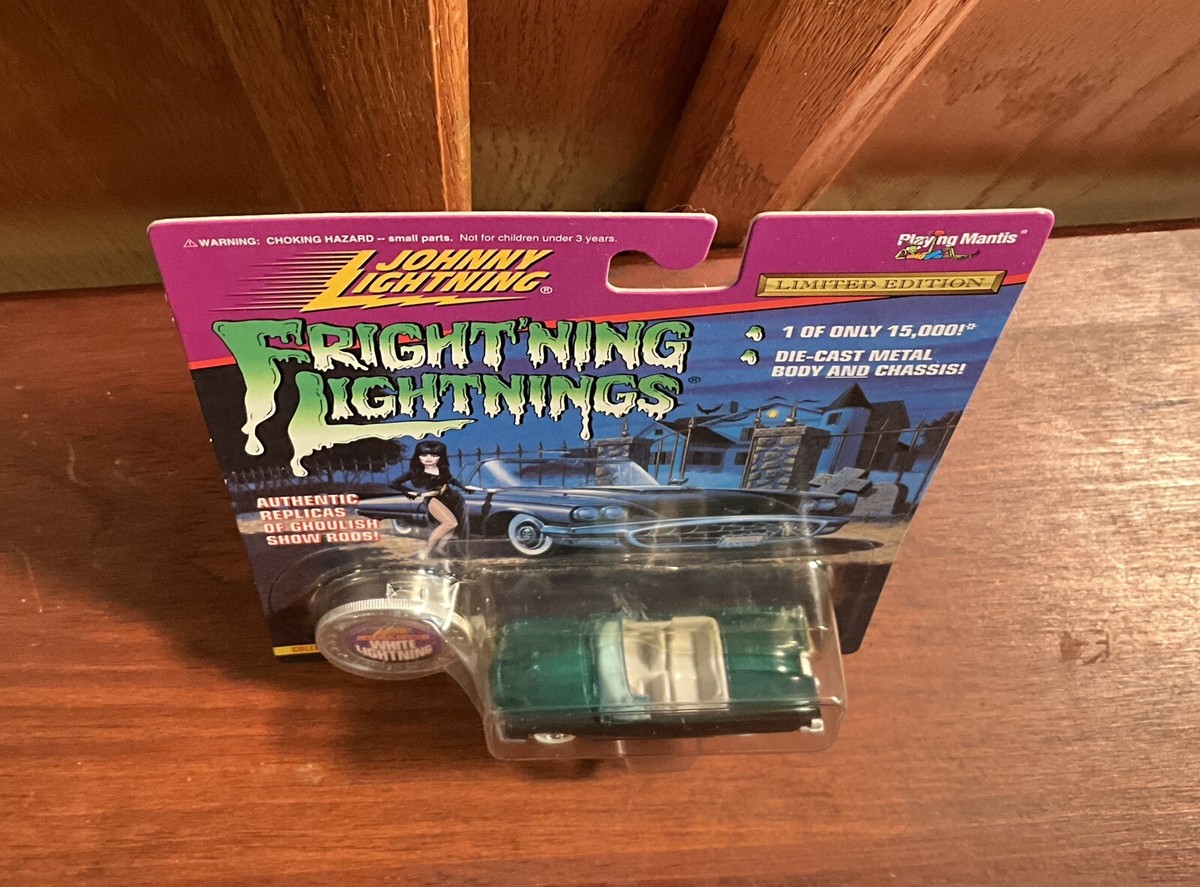 ⚠WARNING: CHOKING HAZARD -- small parts. Not for children under 3 years.
JOHNNY
LIGHTNING®
Playing Mantis®
LIMITED EDITION
FRIGHT'NING
LIGHTNINGS®
1 OF ONLY 15,000!
DIE-CAST METAL
BODY AND CHASSIS!
AUTHENTIC
REPLICAS
OF GHOULISH
SHOW RODS!
WHITE
LIGHTNING